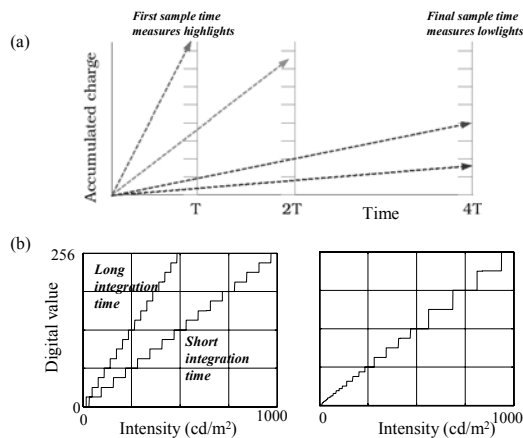 First sample time
measures highlights
Final sample time
measures lowlights
(a)
Accumulated charge
T
2T
Time
4T
(b)
256
Digital value
0
Long
integration
time
Short
integration
time
0
1000
Intensity (cd/m²)
0
1000
Intensity (cd/m²)